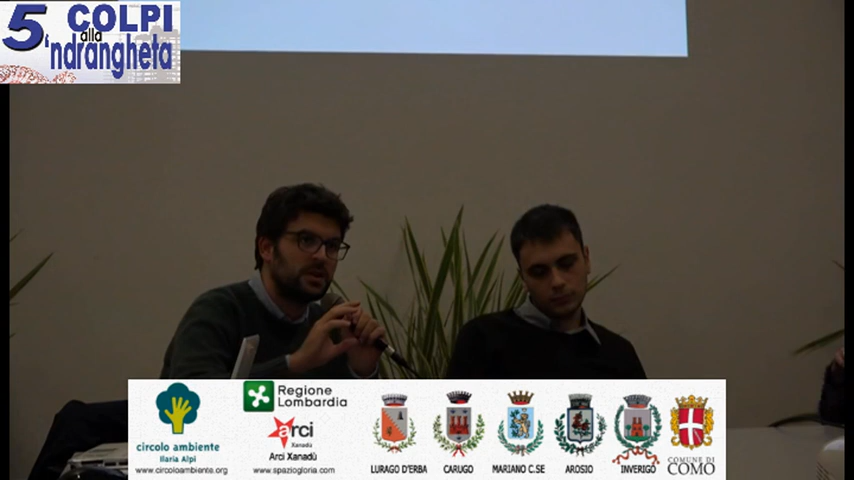 5 COLPI
alla
'ndrangheta
circolo ambiente
Ilaria Alpi
www.circoloambiente.org
Regione
Lombardia
arci
Xanadù
Arci Xanadù
www.spaziogloria.com
LURAGO D'ERBA
CARUGO
MARIANO C.SE
AROSIO
INVERIGO
COMUNE DI
COMO